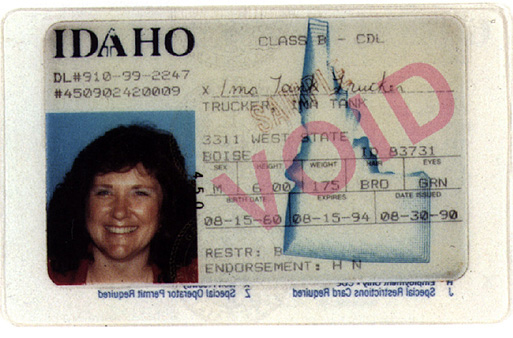 IDAHO
CLASS B - CDL
DL#910-99-2247
#450902420009
x Ima Tank Trucker
SAMPLE
VOID
TRUCKER, IMA TANK
3311 WEST STATE
BOISE ID 83731
SEX HEIGHT WEIGHT HAIR EYES
M 6 00 175 BRO GRN
BIRTH DATE EXPIRES DATE ISSUED
08-15-60 08-15-94 08-30-90
450
RESTR: B
ENDORSEMENT: H N
Employment Only - CDL
Z Special Operator Permit Required
J Special Restrictions Card Required